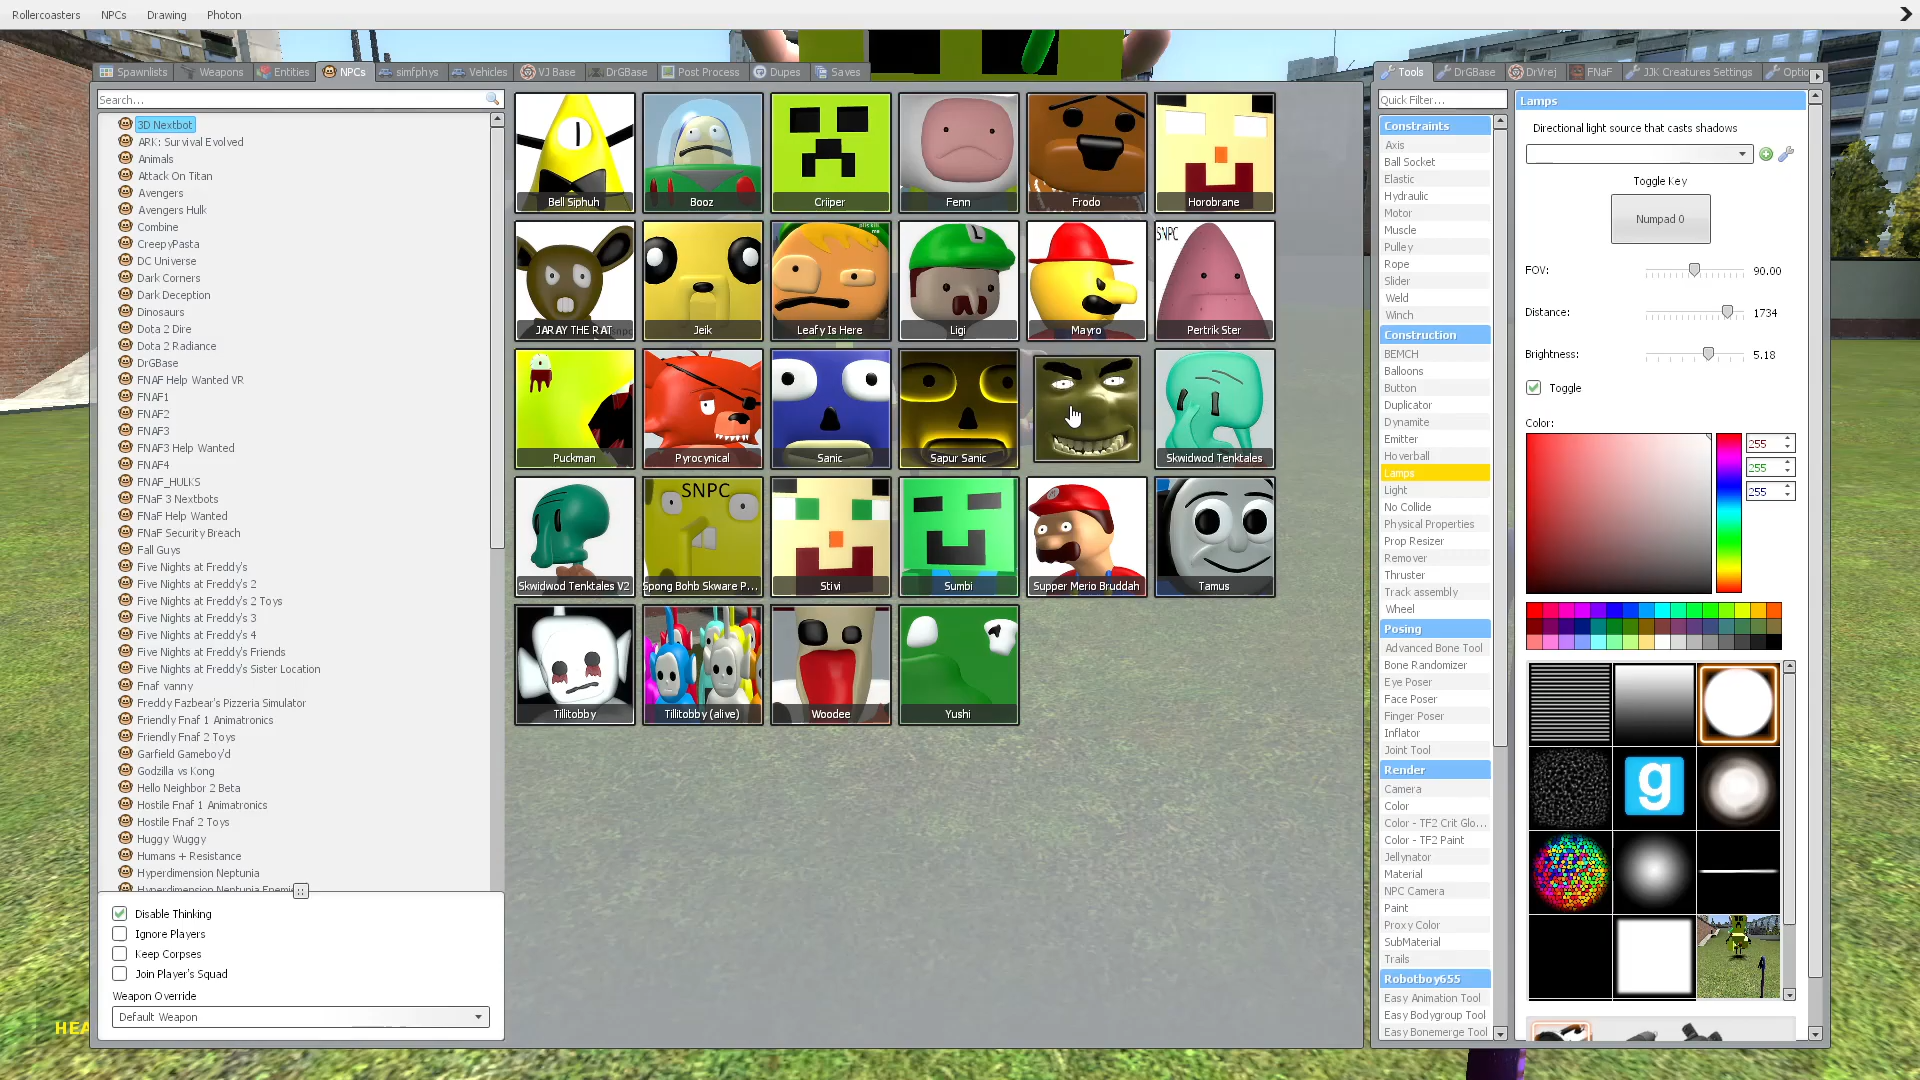 Rollercoasters NPCs Drawing Photon
Spawnlists Weapons Entities NPCs simfphys Vehicles VJ Base DrGBase Post Process Dupes Saves
Search...
3D Nextbot
ARK: Survival Evolved
Animals
Attack On Titan
Avengers
Avengers Hulk
Combine
CreepyPasta
DC Universe
Dark Corners
Dark Deception
Dinosaurs
Dota 2 Dire
Dota 2 Radiance
DrGBase
FNAF Help Wanted VR
FNAF1
FNAF2
FNAF3
FNAF3 Help Wanted
FNAF4
FNAF_HULKS
FNaF 3 Nextbots
FNaF Help Wanted
FNaF Security Breach
Fall Guys
Five Nights at Freddy's
Five Nights at Freddy's 2
Five Nights at Freddy's 2 Toys
Five Nights at Freddy's 3
Five Nights at Freddy's 4
Five Nights at Freddy's Friends
Five Nights at Freddy's Sister Location
Fnaf vanny
Freddy Fazbear's Pizzeria Simulator
Friendly Fnaf 1 Animatronics
Friendly Fnaf 2 Toys
Garfield Gameboy'd
Godzilla vs Kong
Hello Neighbor 2 Beta
Hostile Fnaf 1 Animatronics
Hostile Fnaf 2 Toys
Huggy Wuggy
Humans + Resistance
Hyperdimension Neptunia
Hyperdimension Neptunia Enemi
Disable Thinking
Ignore Players
Keep Corpses
Join Player's Squad
Weapon Override
Default Weapon
HEA
Bell Siphuh Booz Criiper Fenn Frodo Horobrane
SNPC
JARAY THE RAT Jeik Leafy Is Here Ligi Mayro Pertrik Ster
Puckman Pyrocynical Sanic Sapur Sanic Skwidwod Tenktales
SNPC
Skwidwod Tenktales V2 Spong Bohb Skware P... Stivi Sumbi Supper Merio Bruddah Tamus
Tillitobby Tillitobby (alive) Woodee Yushi
Tools DrGBase DrVrej FNaF JJK Creatures Settings Optio
Quick Filter...
Constraints
Axis
Ball Socket
Elastic
Hydraulic
Motor
Muscle
Pulley
Rope
Slider
Weld
Winch
Construction
BEMCH
Balloons
Button
Duplicator
Dynamite
Emitter
Hoverball
Lamps
Light
No Collide
Physical Properties
Prop Resizer
Remover
Thruster
Track assembly
Wheel
Posing
Advanced Bone Tool
Bone Randomizer
Eye Poser
Face Poser
Finger Poser
Inflator
Joint Tool
Render
Camera
Color
Color - TF2 Crit Glo...
Color - TF2 Paint
Jellynator
Material
NPC Camera
Paint
Proxy Color
SubMaterial
Trails
Robotboy655
Easy Animation Tool
Easy Bodygroup Tool
Easy Bonemerge Tool
Lamps
Directional light source that casts shadows
Toggle Key
Numpad 0
FOV: 90.00
Distance: 1734
Brightness: 5.18
Toggle
Color:
255
255
255
g